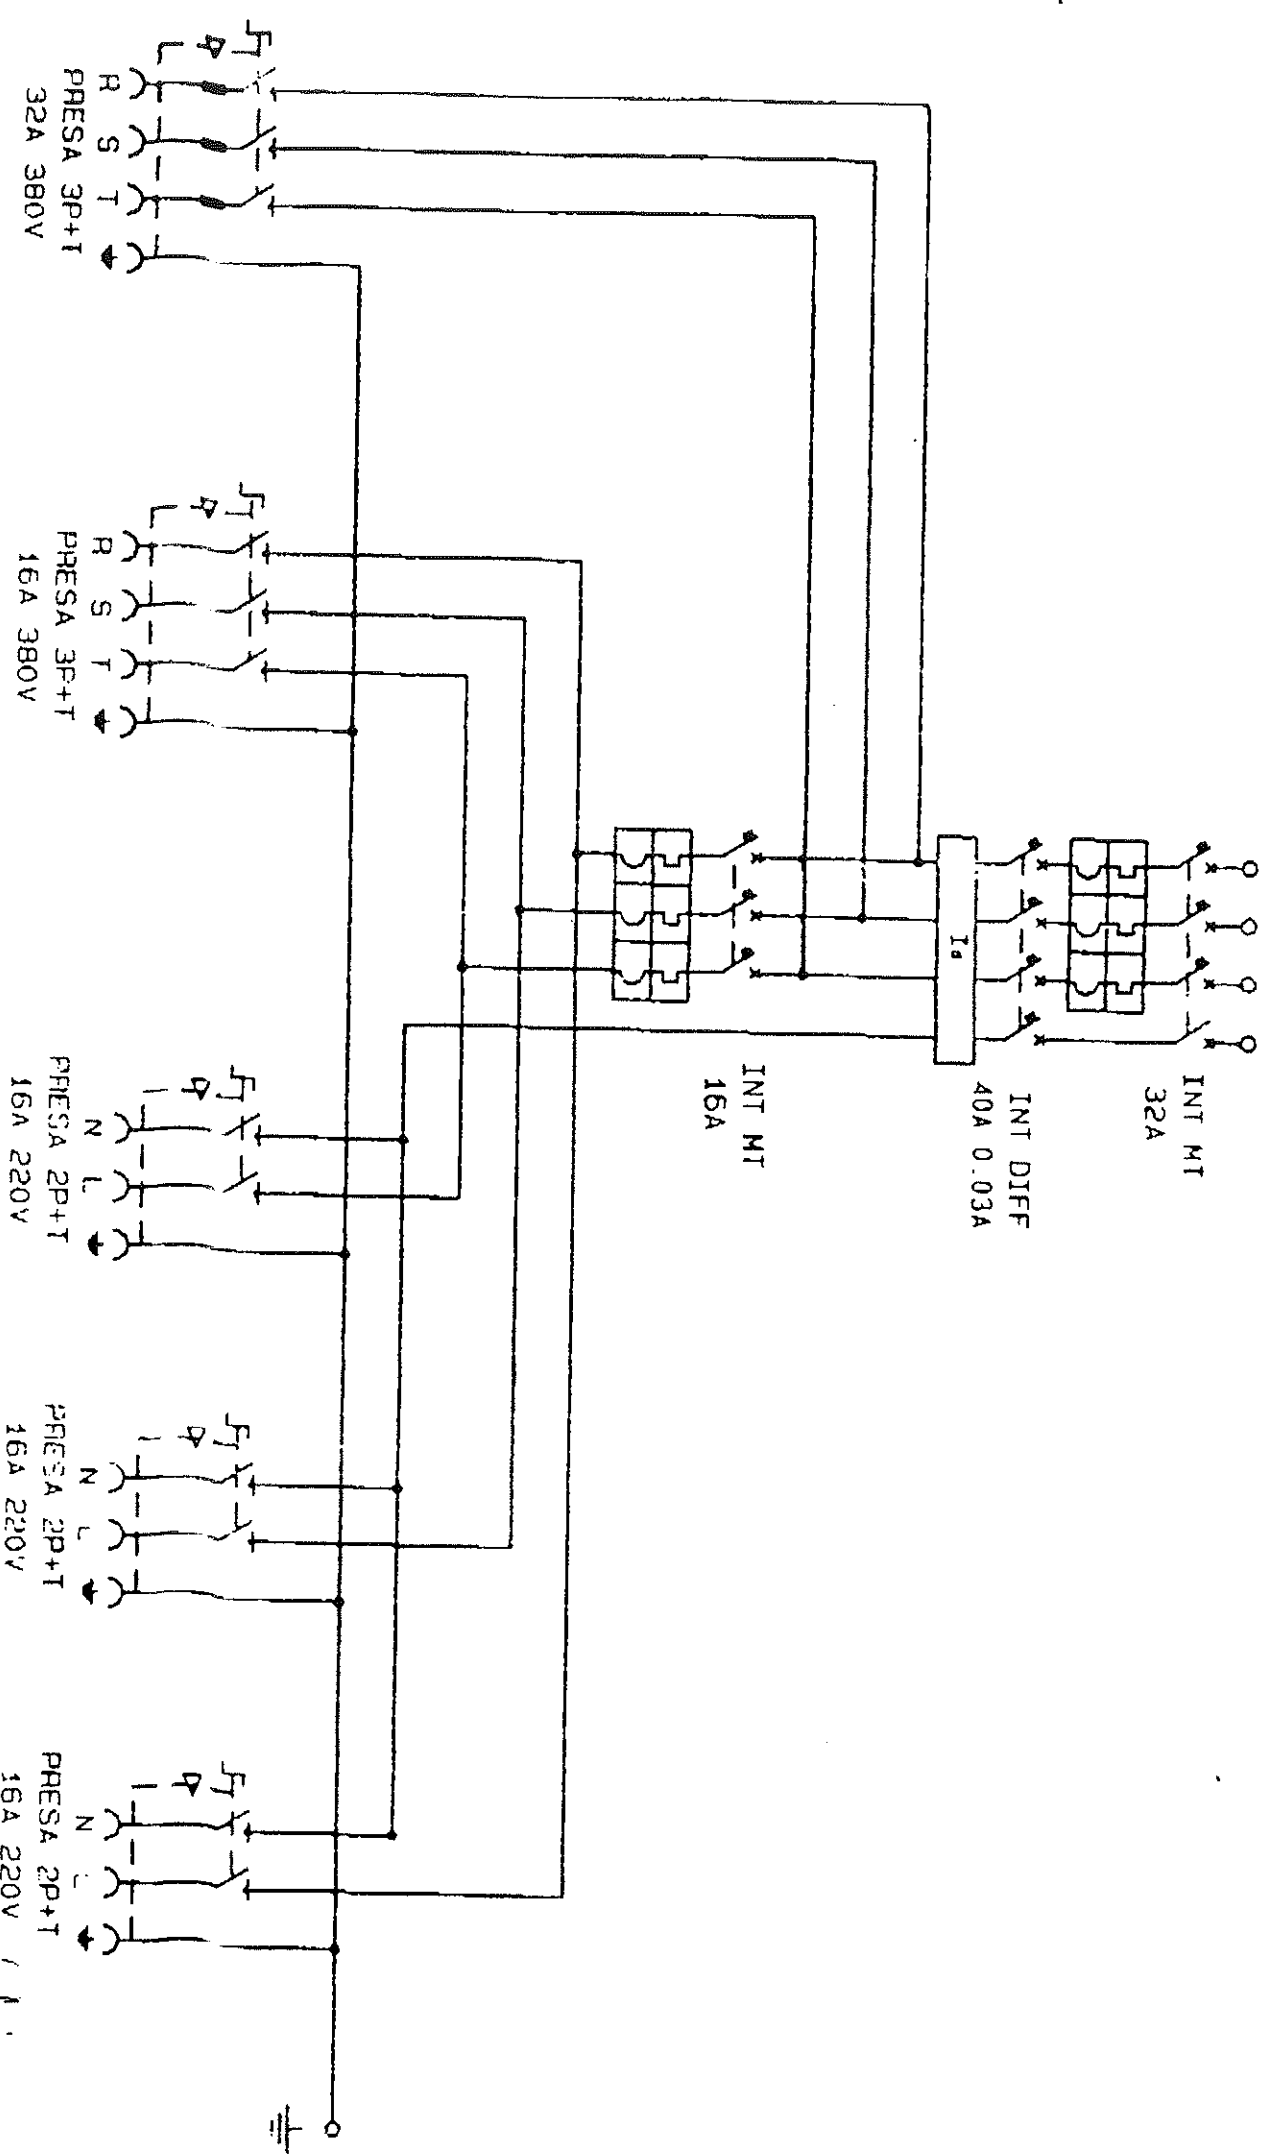 INT MT
32A
INT DIFF
40A 0.03A
I
INT MT
16A
R S T
PRESA 3P+T
32A 380V
R S T
PRESA 3P+T
16A 380V
N L
PRESA 2P+T
16A 220V
N L
PRESA 2P+T
16A 220V
N L
PRESA 2P+T
16A 220V